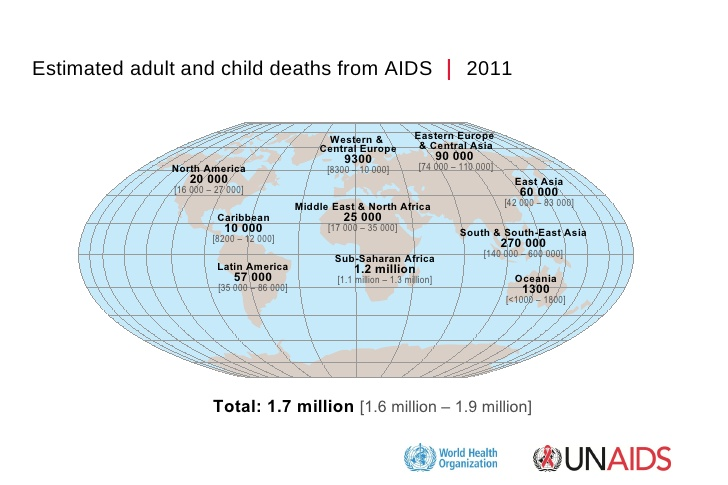 Estimated adult and child deaths from AIDS | 2011
Western &
Central Europe
9300
[8300 – 10 000]
Eastern Europe
& Central Asia
90 000
[74 000 – 110 000]
North America
20 000
[16 000 – 27 000]
East Asia
60 000
[42 000 – 83 000]
Middle East & North Africa
25 000
[17 000 – 35 000]
Caribbean
10 000
[8200 – 12 000]
South & South-East Asia
270 000
[140 000 – 600 000]
Sub-Saharan Africa
1.2 million
[1.1 million – 1.3 million]
Latin America
57 000
[35 000 – 86 000]
Oceania
1300
[<1000 – 1800]
Total: 1.7 million [1.6 million – 1.9 million]
World Health
Organization
UNAIDS